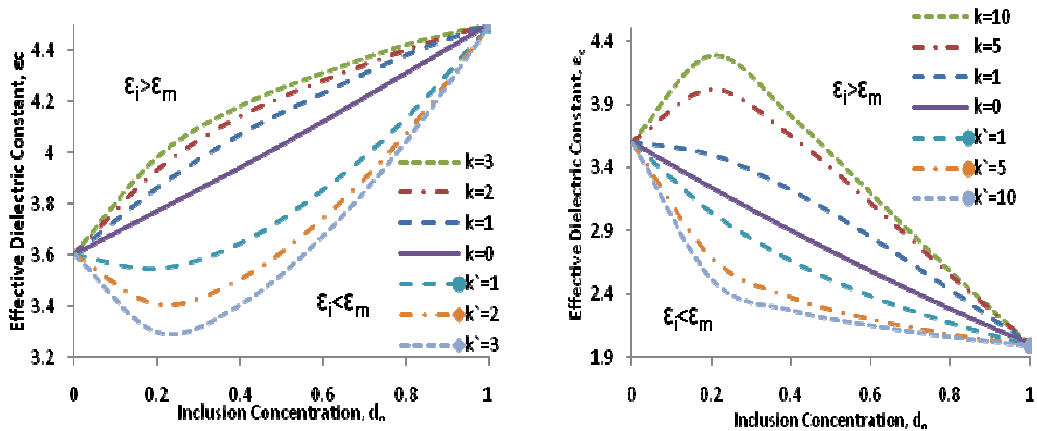 Effective Dielectric Constant, εc
4.4
4.2
4
3.8
3.6
3.4
3.2
εi>εm
εi<εm
k=3
k=2
k=1
k=0
k`=1
k`=2
k`=3
0 0.2 0.4 0.6 0.8 1
Inclusion Concentration, dₒ
Effective Dielectric Constant, εc
4.4
3.9
3.4
2.9
2.4
1.9
εi>εm
εi<εm
k=10
k=5
k=1
k=0
k`=1
k`=5
k`=10
0 0.2 0.4 0.6 0.8 1
Inclusion Concentration, dₒ